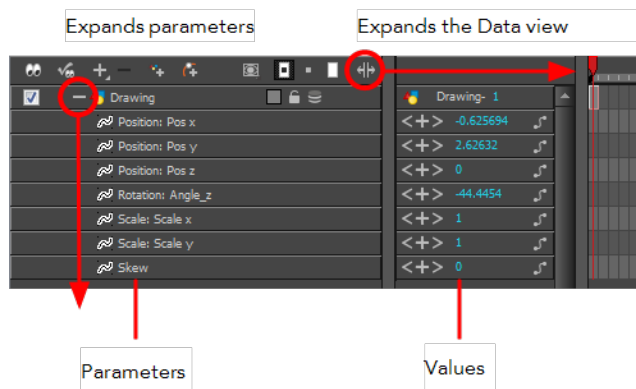 Expands parameters
Expands the Data view
Drawing
Drawing- 1
Position: Pos x
-0.625694
Position: Pos y
2.62632
Position: Pos z
0
Rotation: Angle_z
-44.4454
Scale: Scale x
1
Scale: Scale y
1
Skew
0
Parameters
Values